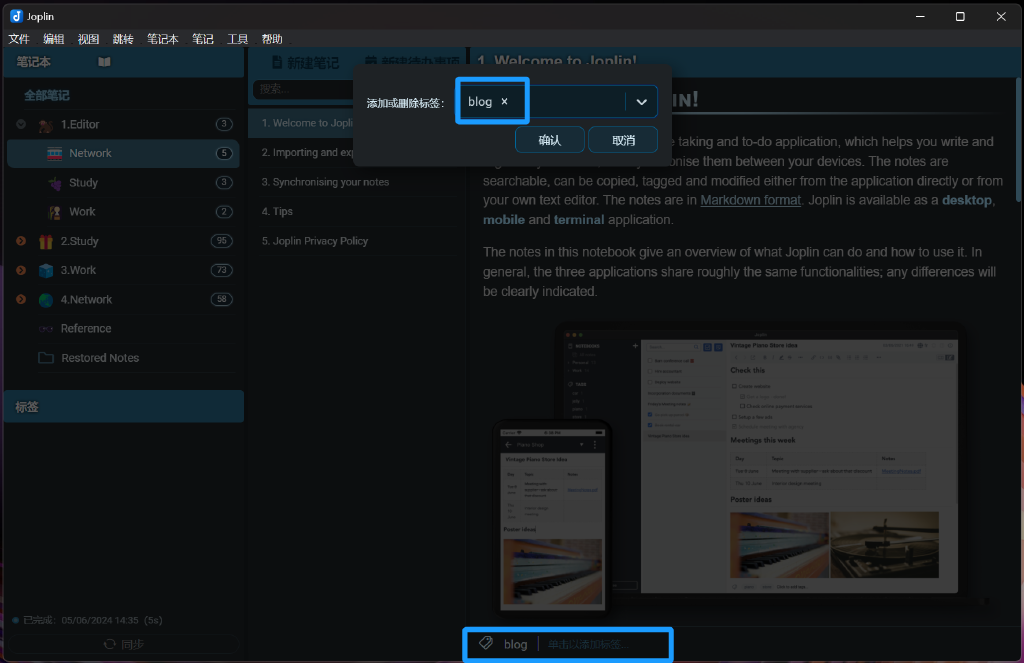 Joplin
文件 编辑 视图 跳转 笔记本 笔记 工具 帮助
笔记本
全部笔记
1.Editor 3
Network 5
Study 3
Work 2
2.Study 95
3.Work 73
4.Network 58
Reference
Restored Notes
标签
已完成: 05/06/2024 14:35 (5s)
同步
新建笔记 新建待办事项
搜索...
1. Welcome to Jopli
2. Importing and exp
3. Synchronising your notes
4. Tips
5. Joplin Privacy Policy
添加或删除标签:
blog ×
确认 取消
1. Welcome to Joplin!
IN!
taking and to-do application, which helps you write and
onise them between your devices. The notes are
searchable, can be copied, tagged and modified either from the application directly or from
your own text editor. The notes are in Markdown format. Joplin is available as a desktop,
mobile and terminal application.
The notes in this notebook give an overview of what Joplin can do and how to use it. In
general, the three applications share roughly the same functionalities; any differences will
be clearly indicated.
Vintage Piano Store idea
Check this
Meetings this week
Poster ideas
Piano Shop
Vintage Piano Store idea
Poster ideas
blog
单击以添加标签...